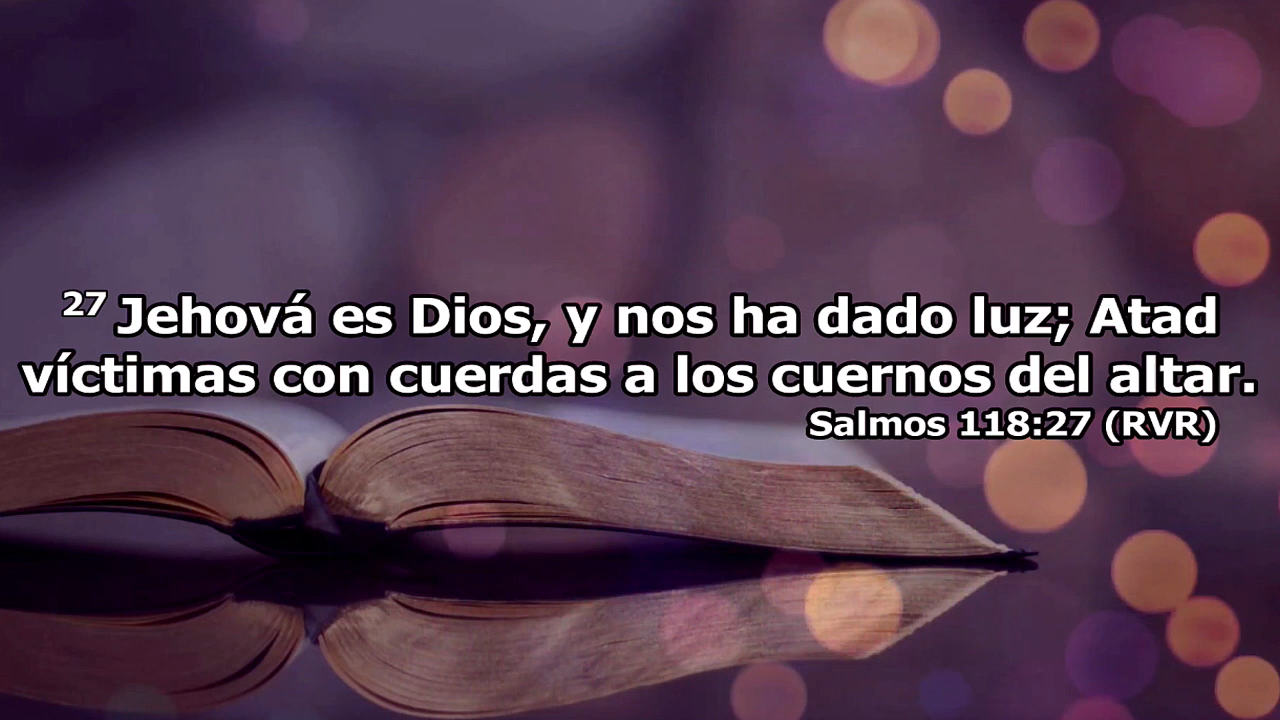 27 Jehová es Dios, y nos ha dado luz; Atad
víctimas con cuerdas a los cuernos del altar.
Salmos 118:27 (RVR)